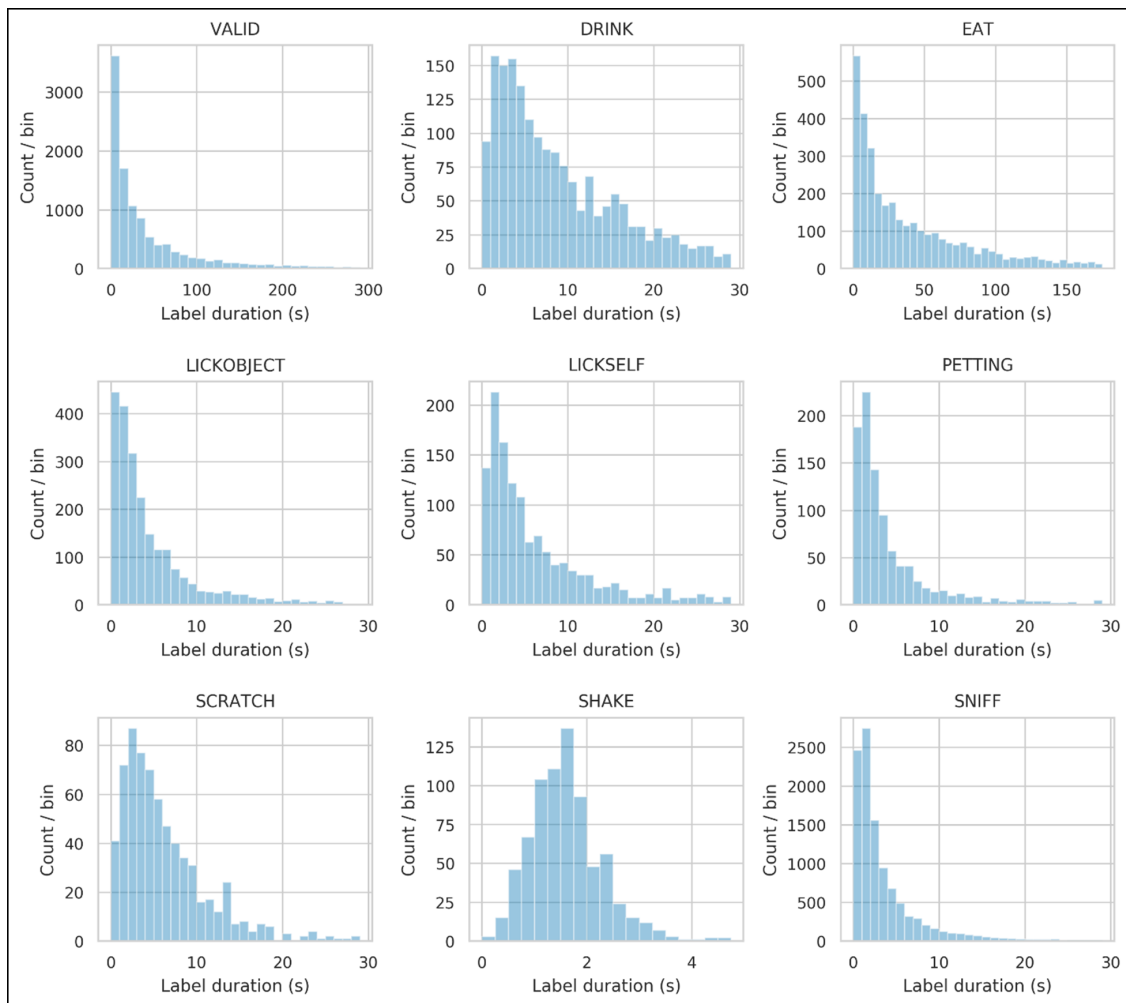 VALID
DRINK
EAT
3000
2000
1000
0
Count / bin
0 100 200 300
Label duration (s)
150
125
100
75
50
25
0
Count / bin
0 10 20 30
Label duration (s)
500
400
300
200
100
0
Count / bin
0 50 100 150
Label duration (s)
LICKOBJECT
LICKSELF
PETTING
400
300
200
100
0
Count / bin
0 10 20 30
Label duration (s)
200
150
100
50
0
Count / bin
0 10 20 30
Label duration (s)
200
150
100
50
0
Count / bin
0 10 20 30
Label duration (s)
SCRATCH
SHAKE
SNIFF
80
60
40
20
0
Count / bin
0 10 20 30
Label duration (s)
125
100
75
50
25
0
Count / bin
0 2 4
Label duration (s)
2500
2000
1500
1000
500
0
Count / bin
0 10 20 30
Label duration (s)